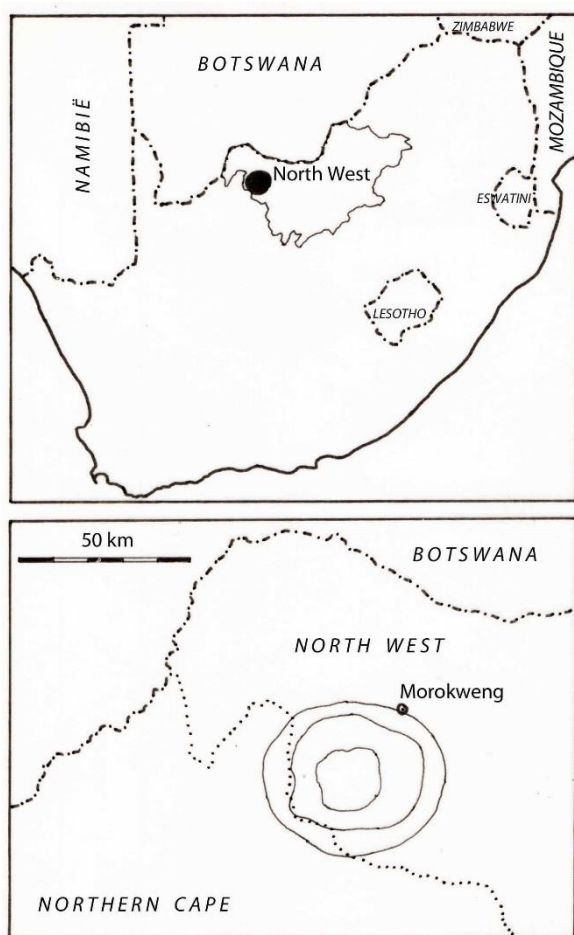 ZIMBABWE
BOTSWANA
NAMIBIË
MOZAMBIQUE
North West
ESWATINI
LESOTHO
50 km
BOTSWANA
NORTH WEST
Morokweng
NORTHERN CAPE